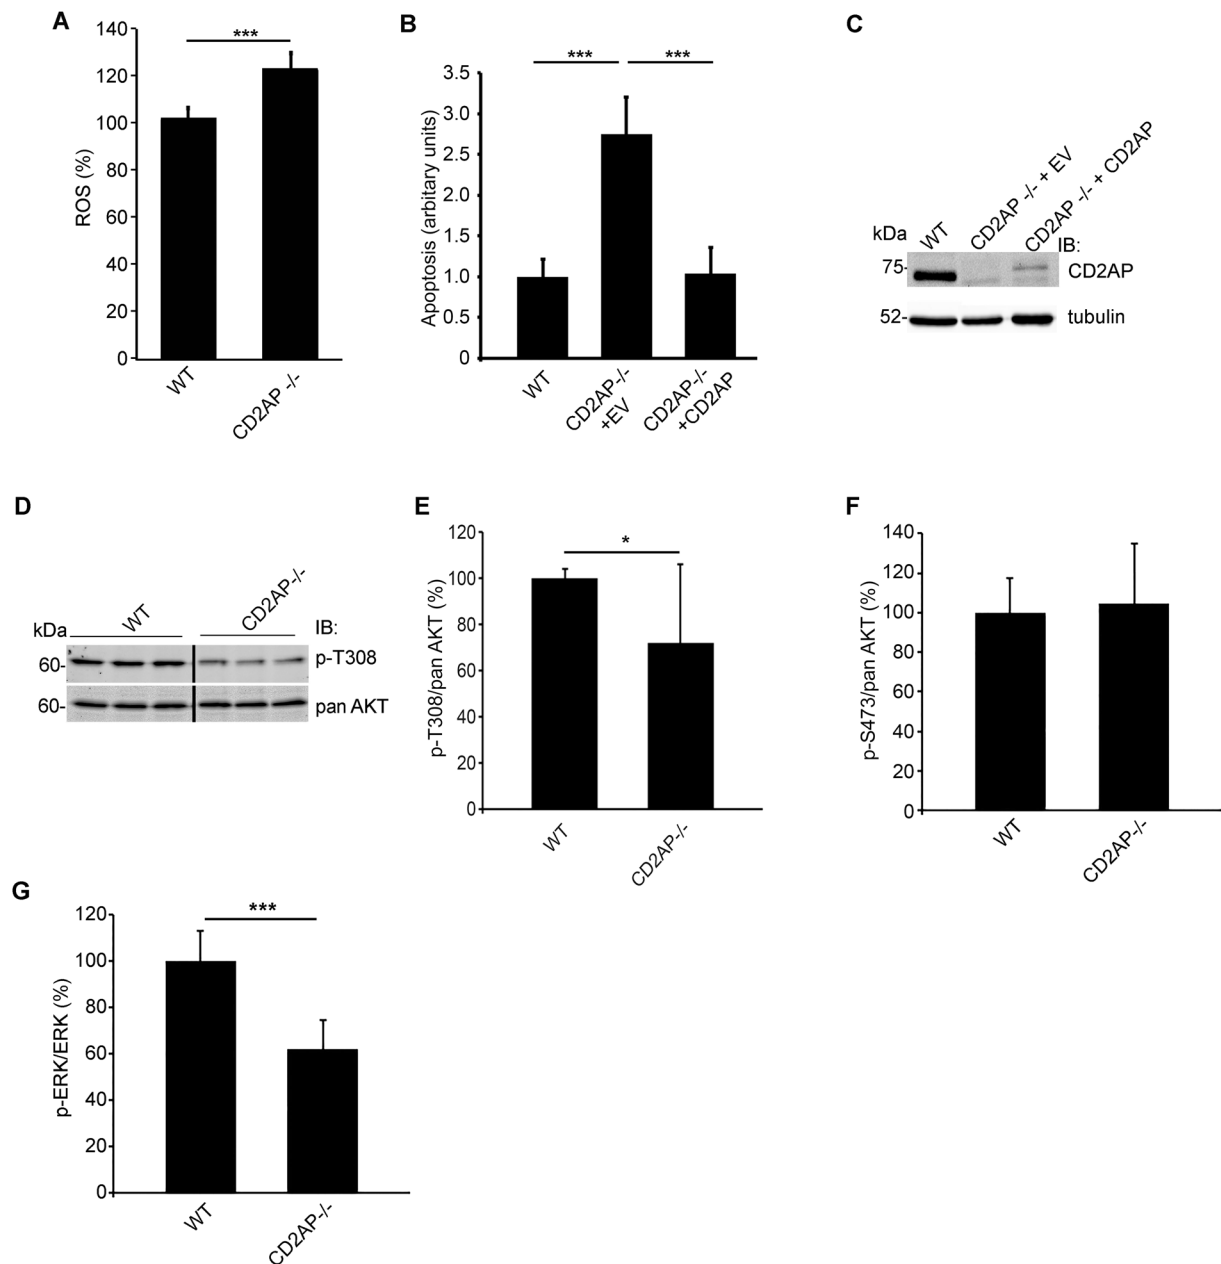 A
***
140
120
100
80
60
40
20
0
ROS (%)
WT
CD2AP -/-
B
*** ***
3.5
3.0
2.5
2.0
1.5
1.0
0.5
0
Apoptosis (arbitary units)
WT
CD2AP-/-
+EV
CD2AP-/-
+CD2AP
C
kDa
WT
CD2AP -/- + EV
CD2AP -/- + CD2AP
IB:
75-
CD2AP
52-
tubulin
D
kDa
WT
CD2AP-/-
IB:
60-
p-T308
60-
pan AKT
E
*
120
100
80
60
40
20
0
p-T308/pan AKT (%)
WT
CD2AP-/-
F
140
120
100
80
60
40
20
0
p-S473/pan AKT (%)
WT
CD2AP-/-
G
***
120
100
80
60
40
20
0
p-ERK/ERK (%)
WT
CD2AP-/-